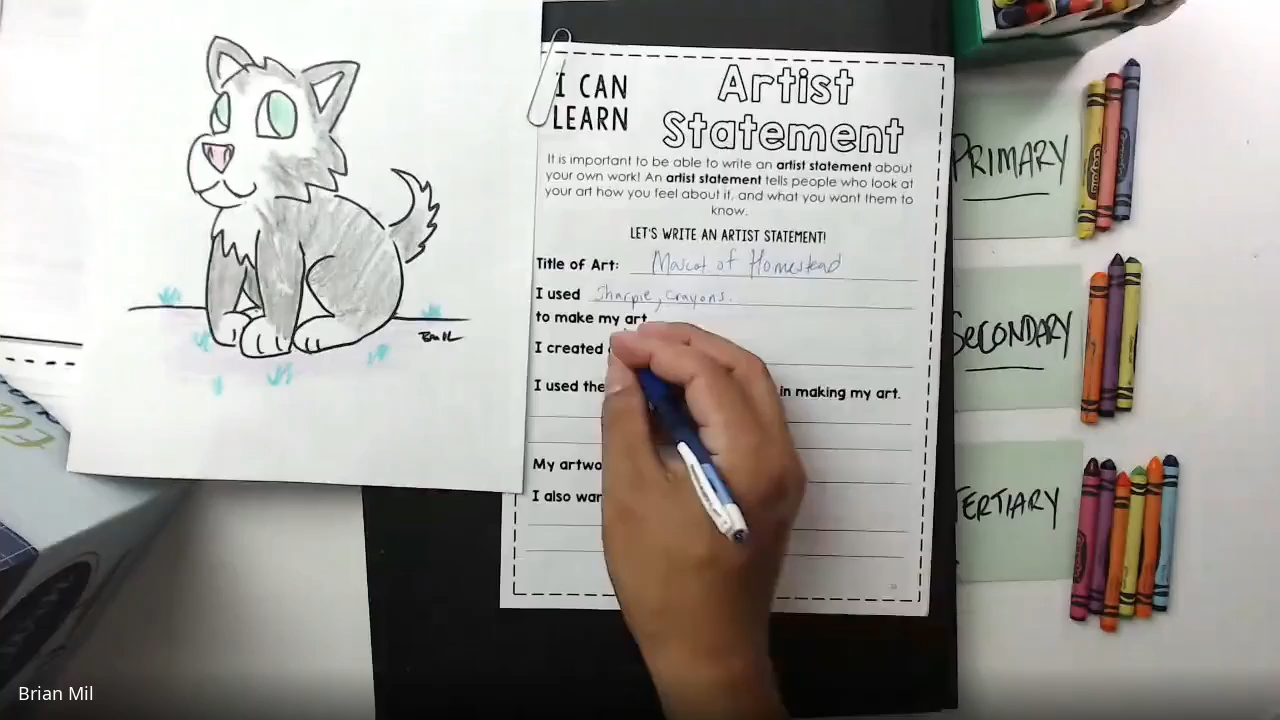 I CAN
LEARN
Artist
Statement
It is important to be able to write an artist statement about
your own work! An artist statement tells people who look at
your art how you feel about it, and what you want them to
know.
LET'S WRITE AN ARTIST STATEMENT!
Title of Art: Mascot of Homestead
I used Sharpie, crayons.
to make my art
I created
I used the in making my art.
My artwo
I also wan
PRIMARY
SECONDARY
TERTIARY
Brian Mil